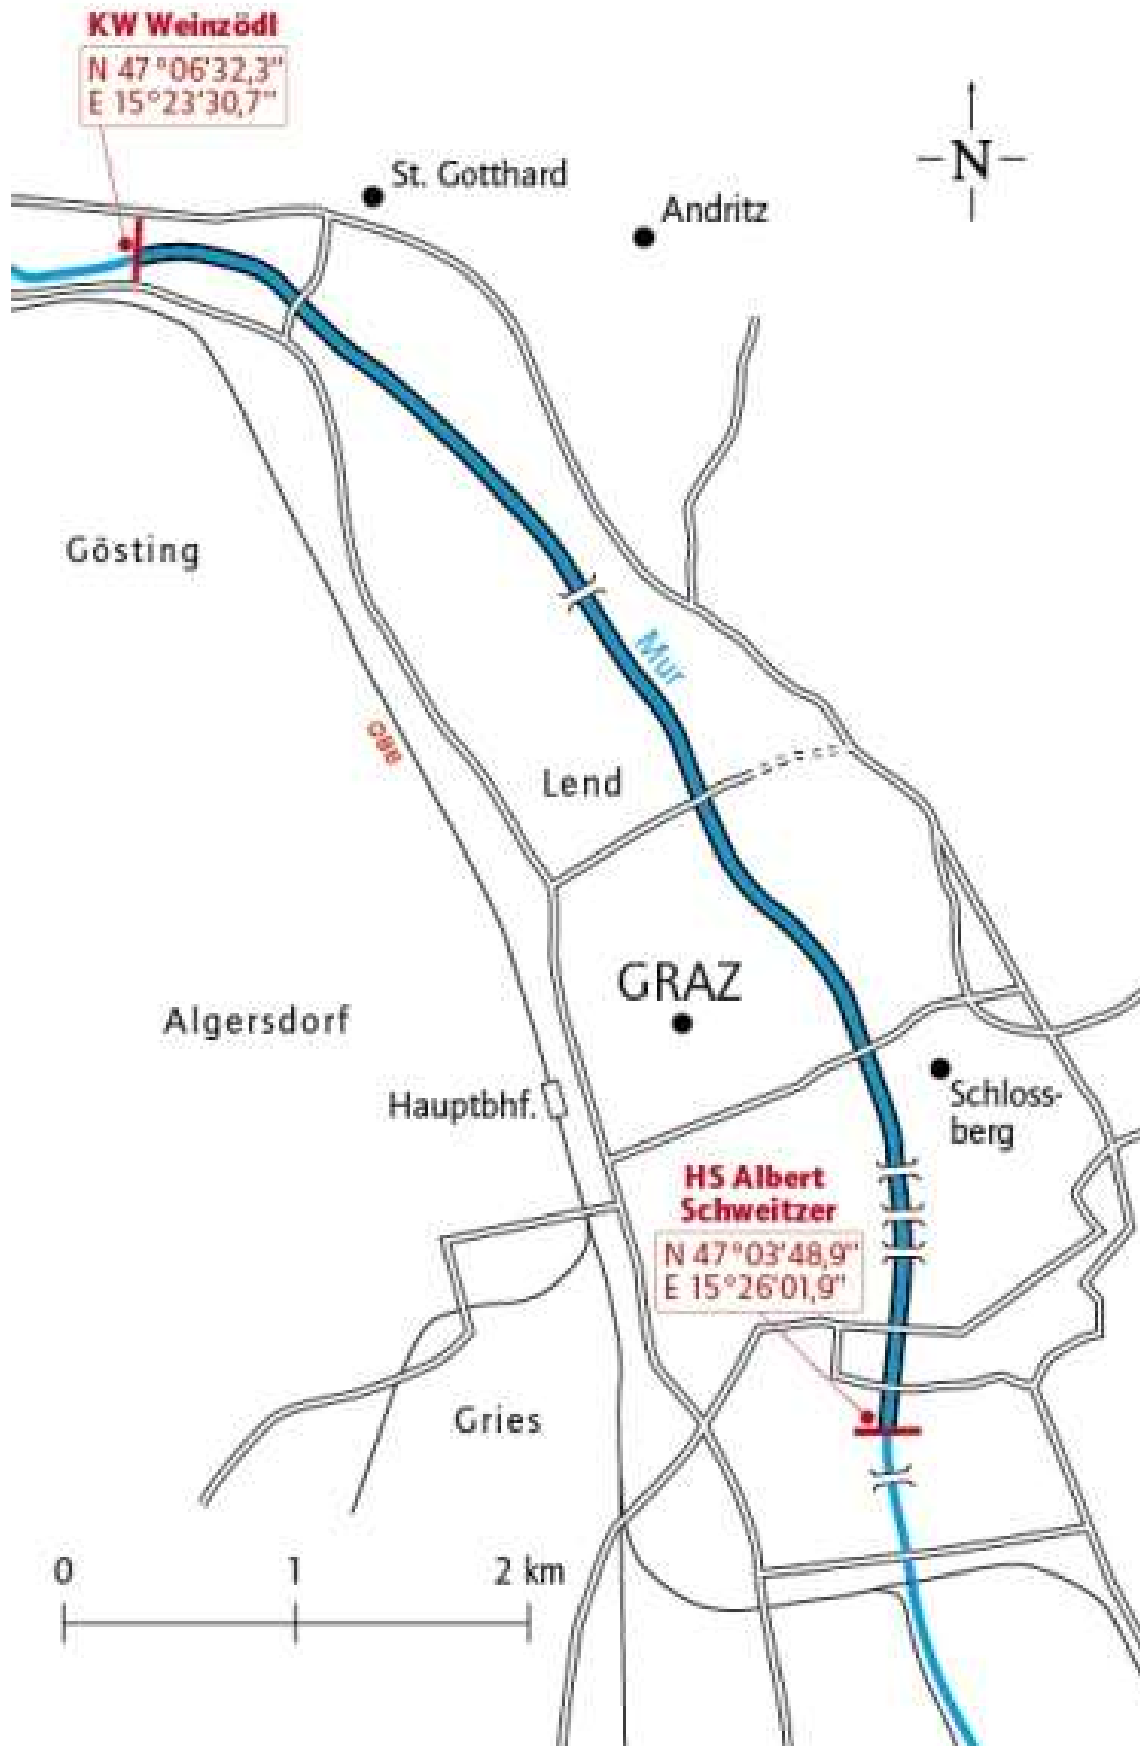 KW Weinzödl
N 47°06'32,3"
E 15°23'30,7"
N
St. Gotthard
Andritz
Gösting
Mur
ÖBB
Lend
GRAZ
Algersdorf
Hauptbhf.
Schloss-
berg
HS Albert
Schweitzer
N 47°03'48,9"
E 15°26'01,9"
Gries
0 1 2 km